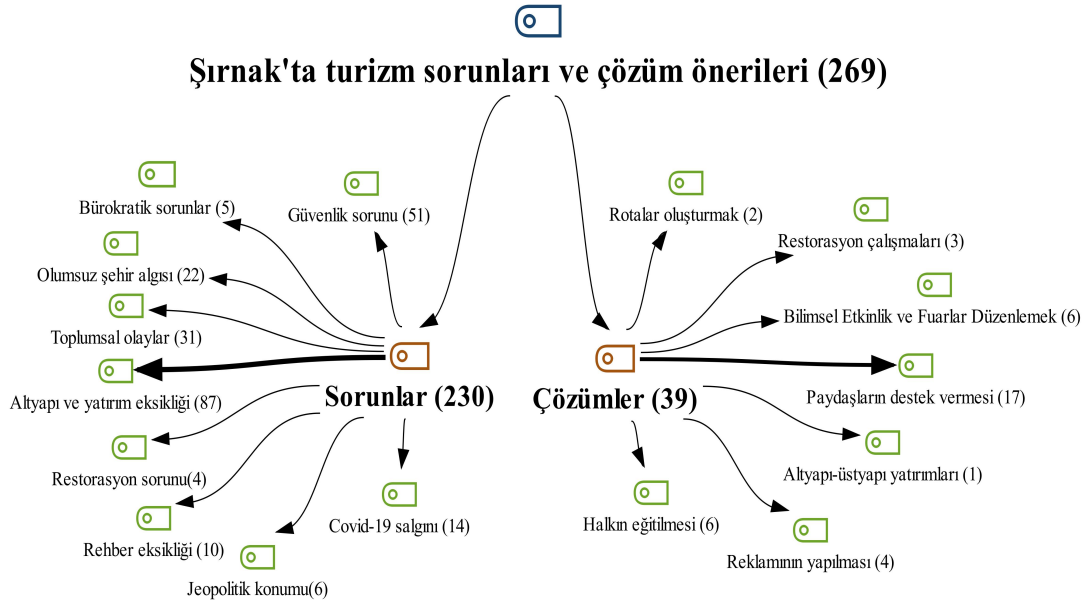 Şırnak'ta turizm sorunları ve çözüm önerileri (269)
Bürokratik sorunlar (5)
Güvenlik sorunu (51)
Olumsuz şehir algısı (22)
Toplumsal olaylar (31)
Altyapı ve yatırım eksikliği (87)
Sorunlar (230)
Restorasyon sorunu(4)
Rehber eksikliği (10)
Jeopolitik konumu(6)
Covid-19 salgını (14)
Rotalar oluşturmak (2)
Restorasyon çalışmaları (3)
Bilimsel Etkinlik ve Fuarlar Düzenlemek (6)
Paydaşların destek vermesi (17)
Çözümler (39)
Altyapı-üstyapı yatırımları (1)
Halkın eğitilmesi (6)
Reklamının yapılması (4)